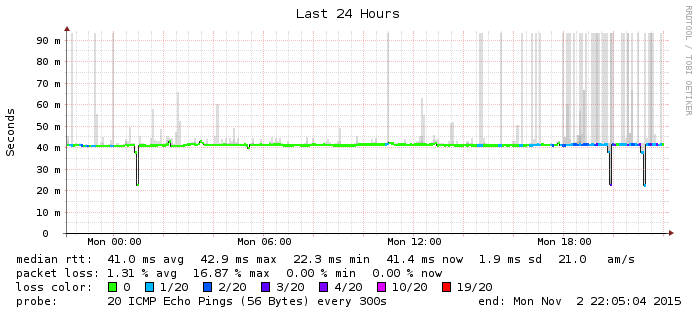 Last 24 Hours
RRDTOOL / TOBI OETIKER
Seconds
90 m
80 m
70 m
60 m
50 m
40 m
30 m
20 m
10 m
0
Mon 00:00 Mon 06:00 Mon 12:00 Mon 18:00
median rtt: 41.0 ms avg 42.9 ms max 22.3 ms min 41.4 ms now 1.9 ms sd 21.0 am/s
packet loss: 1.31 % avg 16.87 % max 0.00 % min 0.00 % now
loss color: 0 1/20 2/20 3/20 4/20 10/20 19/20
probe: 20 ICMP Echo Pings (56 Bytes) every 300s end: Mon Nov 2 22:05:04 2015